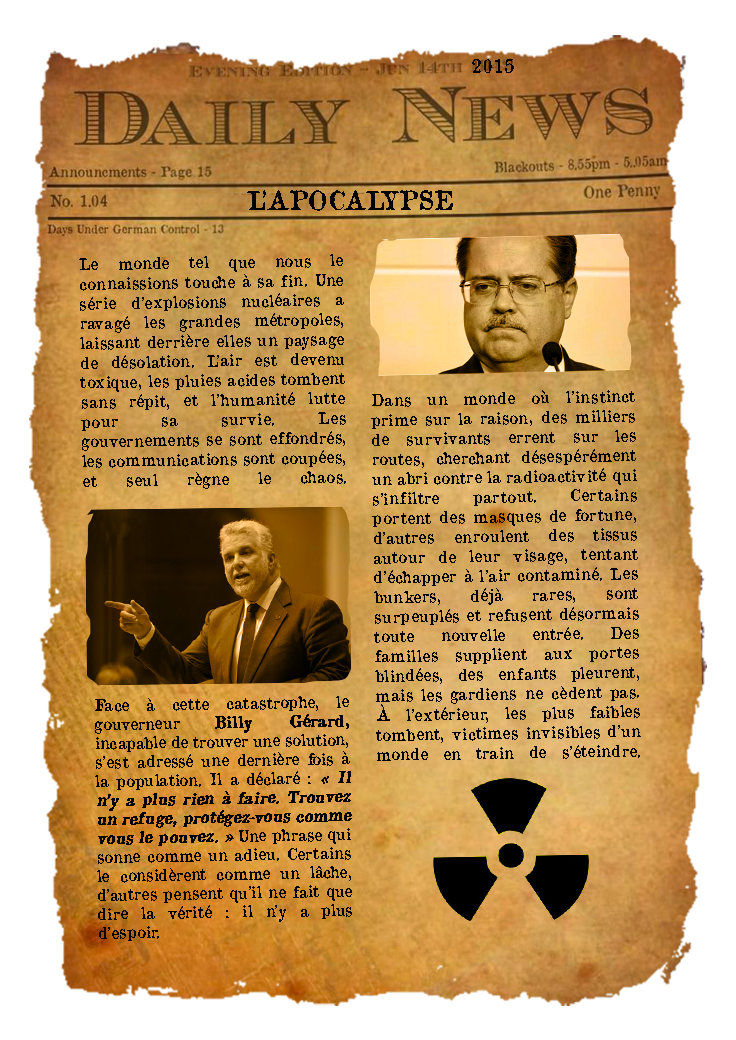 Evening Edition - Jun 14th 2015
Daily News
Announcments - Page 15
Blackouts - 8.55pm - 5..05am
No. 1.04
L'APOCALYPSE
One Penny
Days Under German Control - 13
Le monde tel que nous le
connaissions touche à sa fin. Une
série d'explosions nucléaires a
ravagé les grandes métropoles,
laissant derrière elles un paysage
de désolation. L'air est devenu
toxique, les pluies acides tombent
sans répit, et l'humanité lutte
pour sa survie. Les
gouvernements se sont effondrés,
les communications sont coupées,
et seul règne le chaos.
Face à cette catastrophe, le
gouverneur Billy Gérard,
incapable de trouver une solution,
s'est adressé une dernière fois à
la population. Il a déclaré : « Il
n'y a plus rien à faire. Trouvez
un refuge, protégez-vous comme
vous le pouvez. » Une phrase qui
sonne comme un adieu. Certains
le considèrent comme un lâche,
d'autres pensent qu'il ne fait que
dire la vérité : il n'y a plus
d'espoir.
Dans un monde où l'instinct
prime sur la raison, des milliers
de survivants errent sur les
routes, cherchant désespérément
un abri contre la radioactivité qui
s'infiltre partout. Certains
portent des masques de fortune,
d'autres enroulent des tissus
autour de leur visage, tentant
d'échapper à l'air contaminé. Les
bunkers, déjà rares, sont
surpeuplés et refusent désormais
toute nouvelle entrée. Des
familles supplient aux portes
blindées, des enfants pleurent,
mais les gardiens ne cèdent pas.
À l'extérieur, les plus faibles
tombent, victimes invisibles d'un
monde en train de s'éteindre.